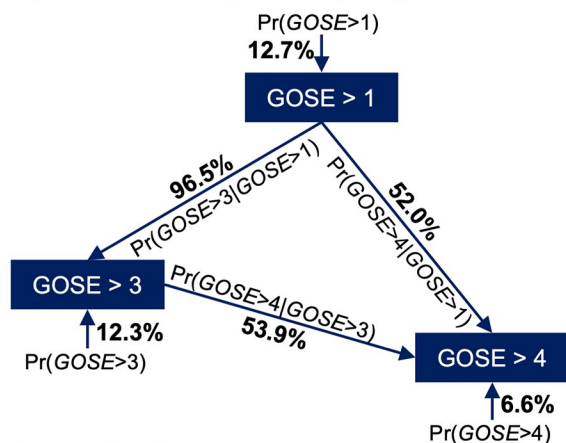 Pr(GOSE>1)
12.7%
GOSE > 1
96.5%
Pr(GOSE>3|GOSE>1)
52.0%
Pr(GOSE>4|GOSE>1)
GOSE > 3
Pr(GOSE>4|GOSE>3)
53.9%
12.3%
Pr(GOSE>3)
GOSE > 4
6.6%
Pr(GOSE>4)